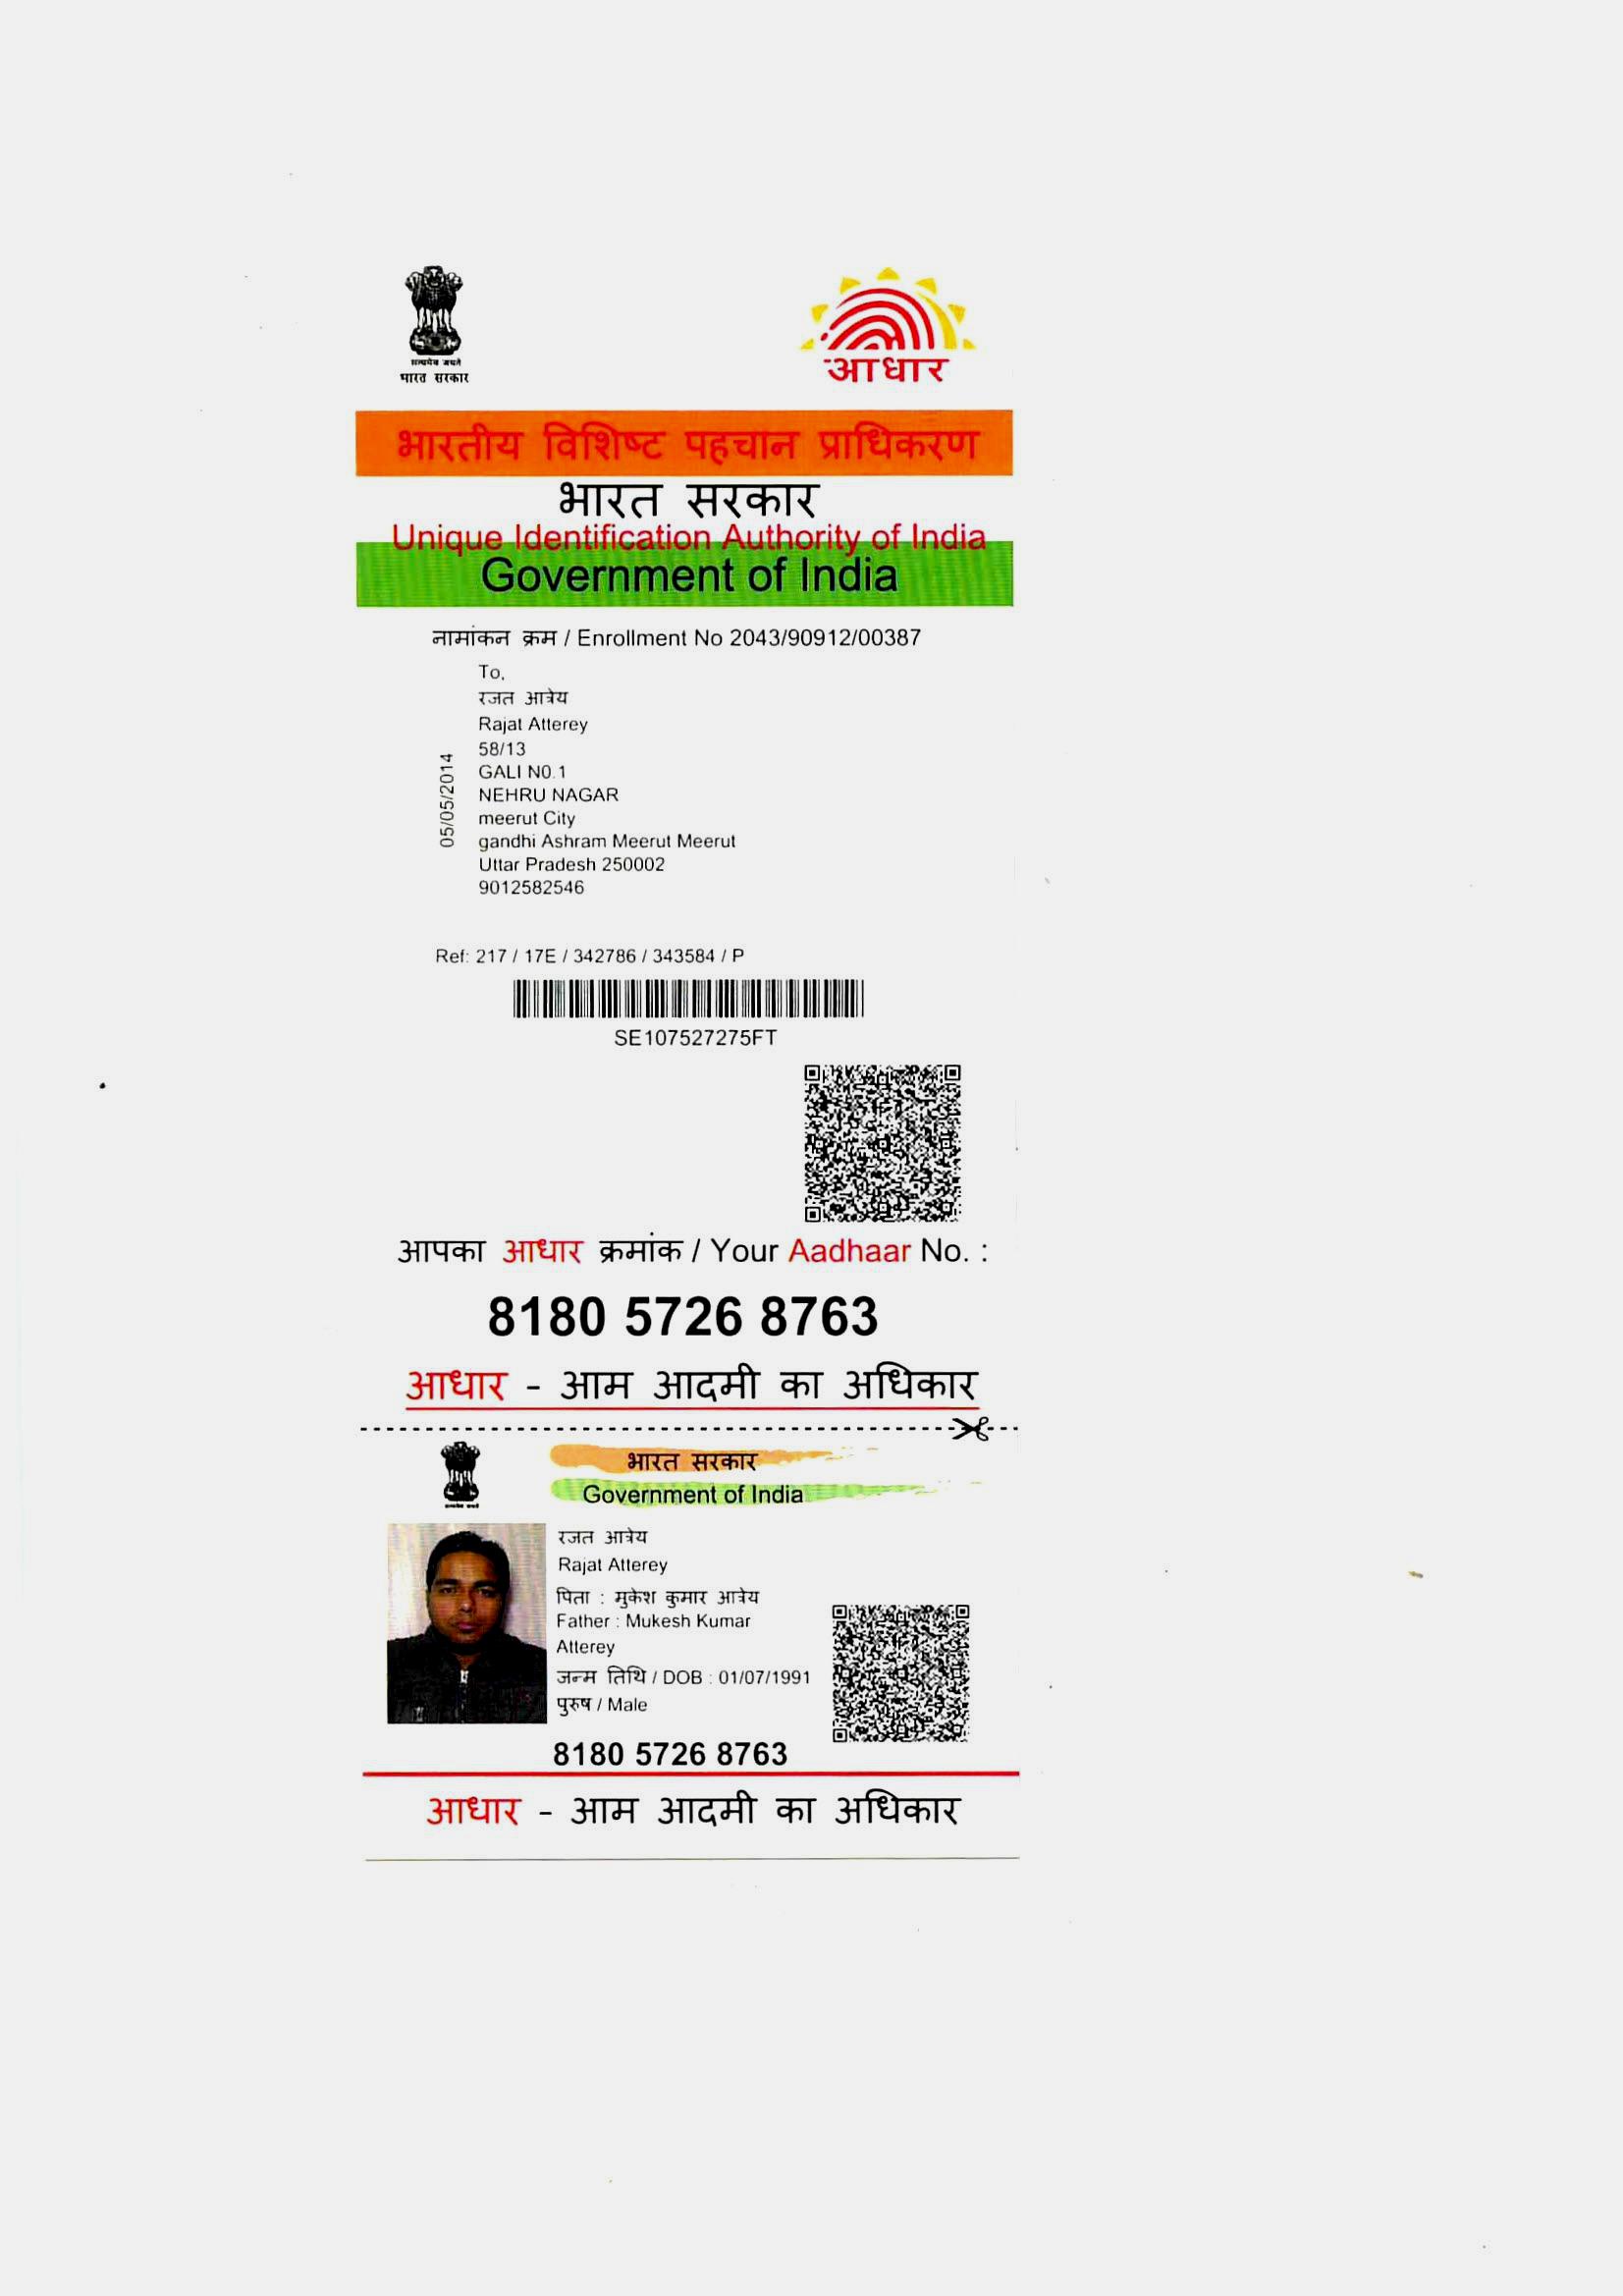 सत्यमेव जयते
भारत सरकार
आधार
भारतीय विशिष्ट पहचान प्राधिकरण
भारत सरकार
Unique Identification Authority of India
Government of India
नामांकन क्रम / Enrollment No 2043/90912/00387
To,
रजत आत्रेय
Rajat Atterey
58/13
GALI N0.1
NEHRU NAGAR
meerut City
gandhi Ashram Meerut Meerut
Uttar Pradesh 250002
9012582546
05/05/2014
Ref: 217 / 17E / 342786 / 343584 / P
SE107527275FT
आपका आधार क्रमांक / Your Aadhaar No. :
8180 5726 8763
आधार - आम आदमी का अधिकार
भारत सरकार
Government of India
रजत आत्रेय
Rajat Atterey
पिता : मुकेश कुमार आत्रेय
Father : Mukesh Kumar
Atterey
जन्म तिथि / DOB : 01/07/1991
पुरुष / Male
8180 5726 8763
आधार - आम आदमी का अधिकार